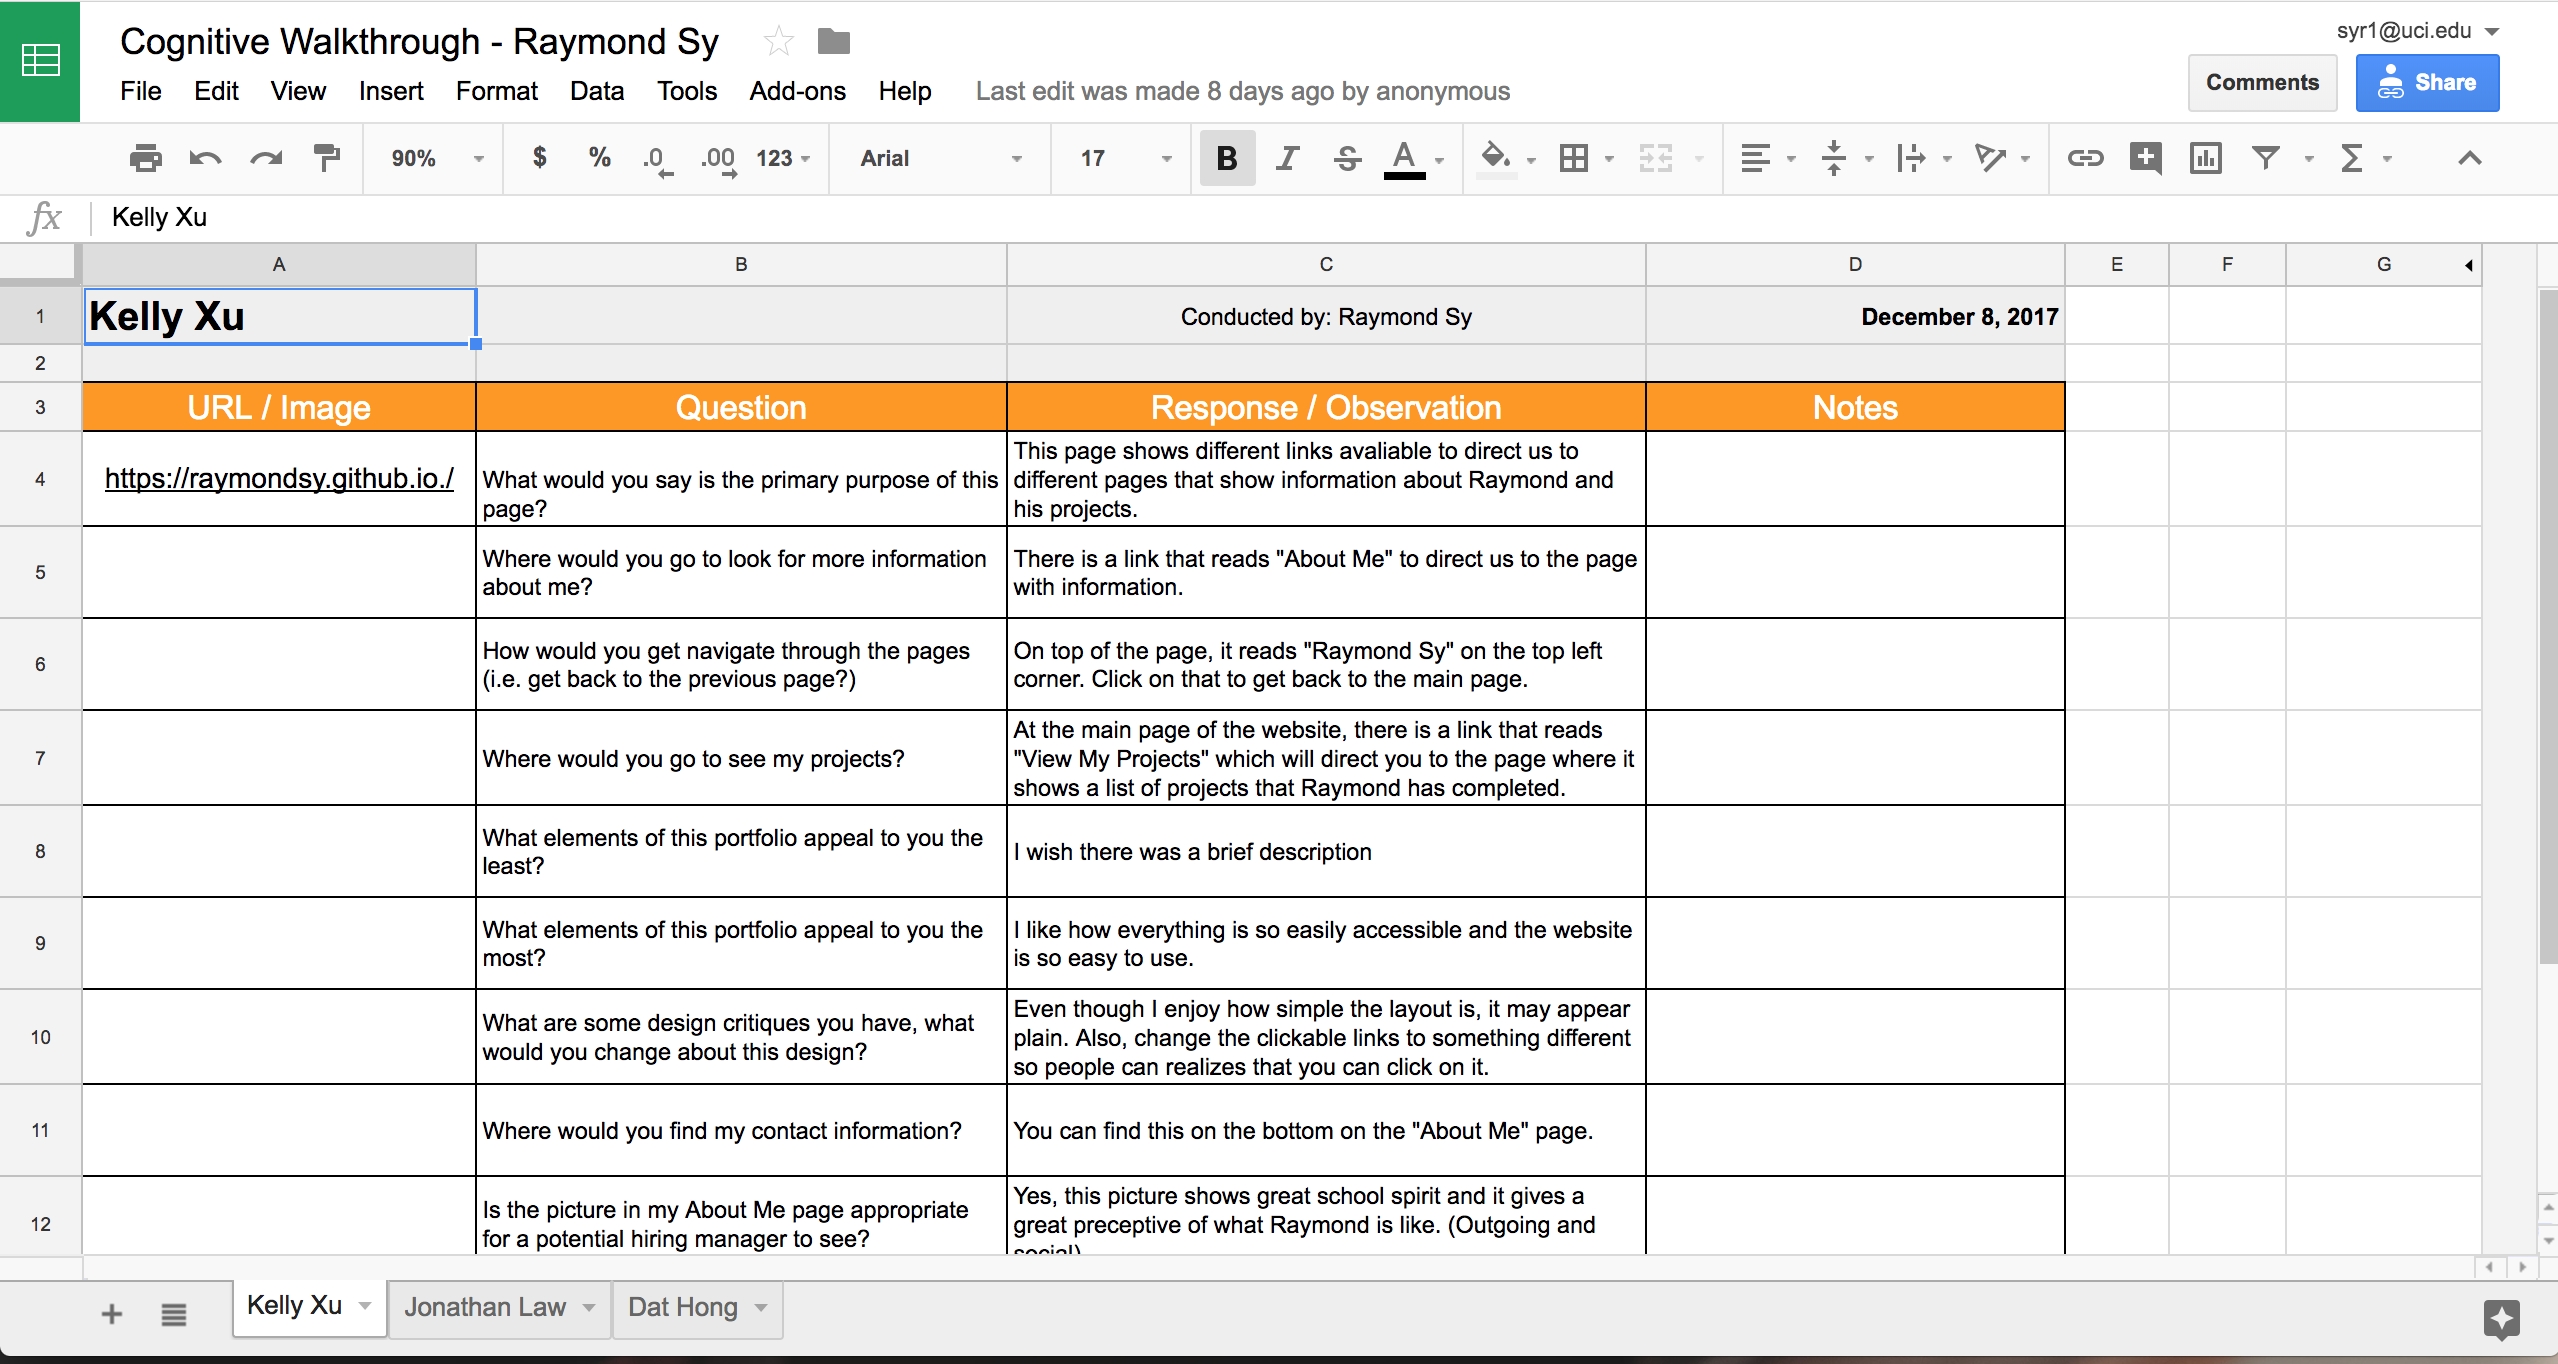 Cognitive Walkthrough - Raymond Sy
syr1@uci.edu
File Edit View Insert Format Data Tools Add-ons Help Last edit was made 8 days ago by anonymous
Comments
Share
90% $ % .0 .00 123 Arial 17 B I S A
fx Kelly Xu
A B C D E F G
1 Kelly Xu Conducted by: Raymond Sy December 8, 2017
2
3 URL / Image Question Response / Observation Notes
4 https://raymondsy.github.io./
What would you say is the primary purpose of this
page?
This page shows different links avaliable to direct us to
different pages that show information about Raymond and
his projects.
5
Where would you go to look for more information
about me?
There is a link that reads "About Me" to direct us to the page
with information.
6
How would you get navigate through the pages
(i.e. get back to the previous page?)
On top of the page, it reads "Raymond Sy" on the top left
corner. Click on that to get back to the main page.
7
Where would you go to see my projects?
At the main page of the website, there is a link that reads
"View My Projects" which will direct you to the page where it
shows a list of projects that Raymond has completed.
8
What elements of this portfolio appeal to you the
least?
I wish there was a brief description
9
What elements of this portfolio appeal to you the
most?
I like how everything is so easily accessible and the website
is so easy to use.
10
What are some design critiques you have, what
would you change about this design?
Even though I enjoy how simple the layout is, it may appear
plain. Also, change the clickable links to something different
so people can realizes that you can click on it.
11
Where would you find my contact information?
You can find this on the bottom on the "About Me" page.
12
Is the picture in my About Me page appropriate
for a potential hiring manager to see?
Yes, this picture shows great school spirit and it gives a
great preceptive of what Raymond is like. (Outgoing and
social)
Kelly Xu Jonathan Law Dat Hong